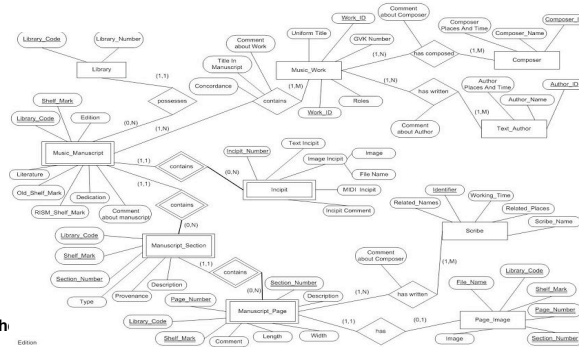 Library_Code
Library_Number
Library
(1,1)
possesses
(0,N)
Comment about Work
Title In Manuscript
Concordance
contains
(1,M)
(1,N)
Uniform Title
Work_ID
GVK Number
Music_Work
Work_ID
Roles
(1,N)
(1,N)
Comment about Composer
has composed
(1,M)
Composer Places And Time
Composer_Name
Composer
has written
Comment about Author
(1,M)
Author Places And Time
Author_ID
Author_Name
Text_Author
Shelf_Mark
Library_Code
Edition
Music_Manuscript
Literature
Old_Shelf_Mark
RISM_Shelf_Mark
Dedication
Comment about manuscript
(1,1)
contains
(0,N)
Incipit_Number
Text Incipit
Image Incipit
Image
File Name
MIDI Incipit
Incipit Comment
Incipit
(1,1)
contains
(0,N)
Library_Code
Shelf_Mark
Section_Number
Type
Provenance
Description
Manuscript_Section
(1,1)
contains
(0,N)
Page_Number
Library_Code
Shelf_Mark
Comment
Length
Width
Section_Number
Description
Manuscript_Page
(1,N)
has written
Comment about Composer
(1,M)
Related_Names
Identifier
Working_Time
Related_Places
Scribe_Name
Scribe
(1,1)
has
(0,1)
File_Name
Library_Code
Shelf_Mark
Page_Number
Section_Number
Image
Page_Image
Edition